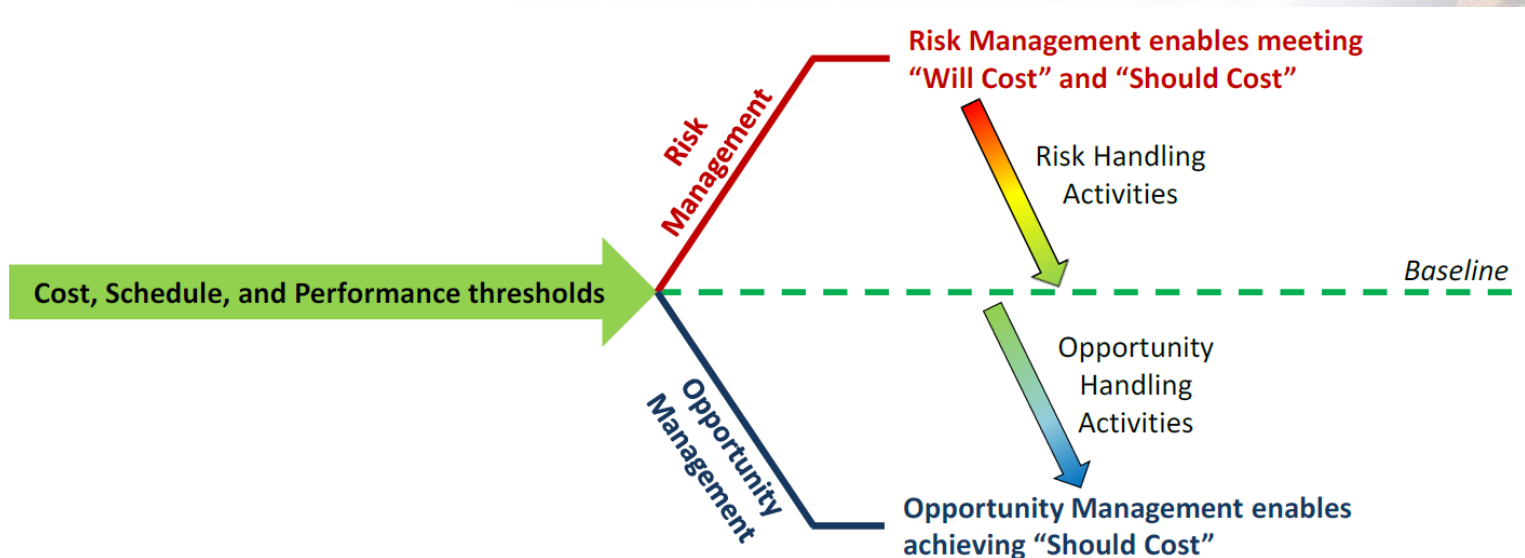 Risk Management enables meeting
“Will Cost” and “Should Cost”
Risk
Management
Risk Handling
Activities
Baseline
Cost, Schedule, and Performance thresholds
Opportunity
Management
Opportunity
Handling
Activities
Opportunity Management enables
achieving “Should Cost”